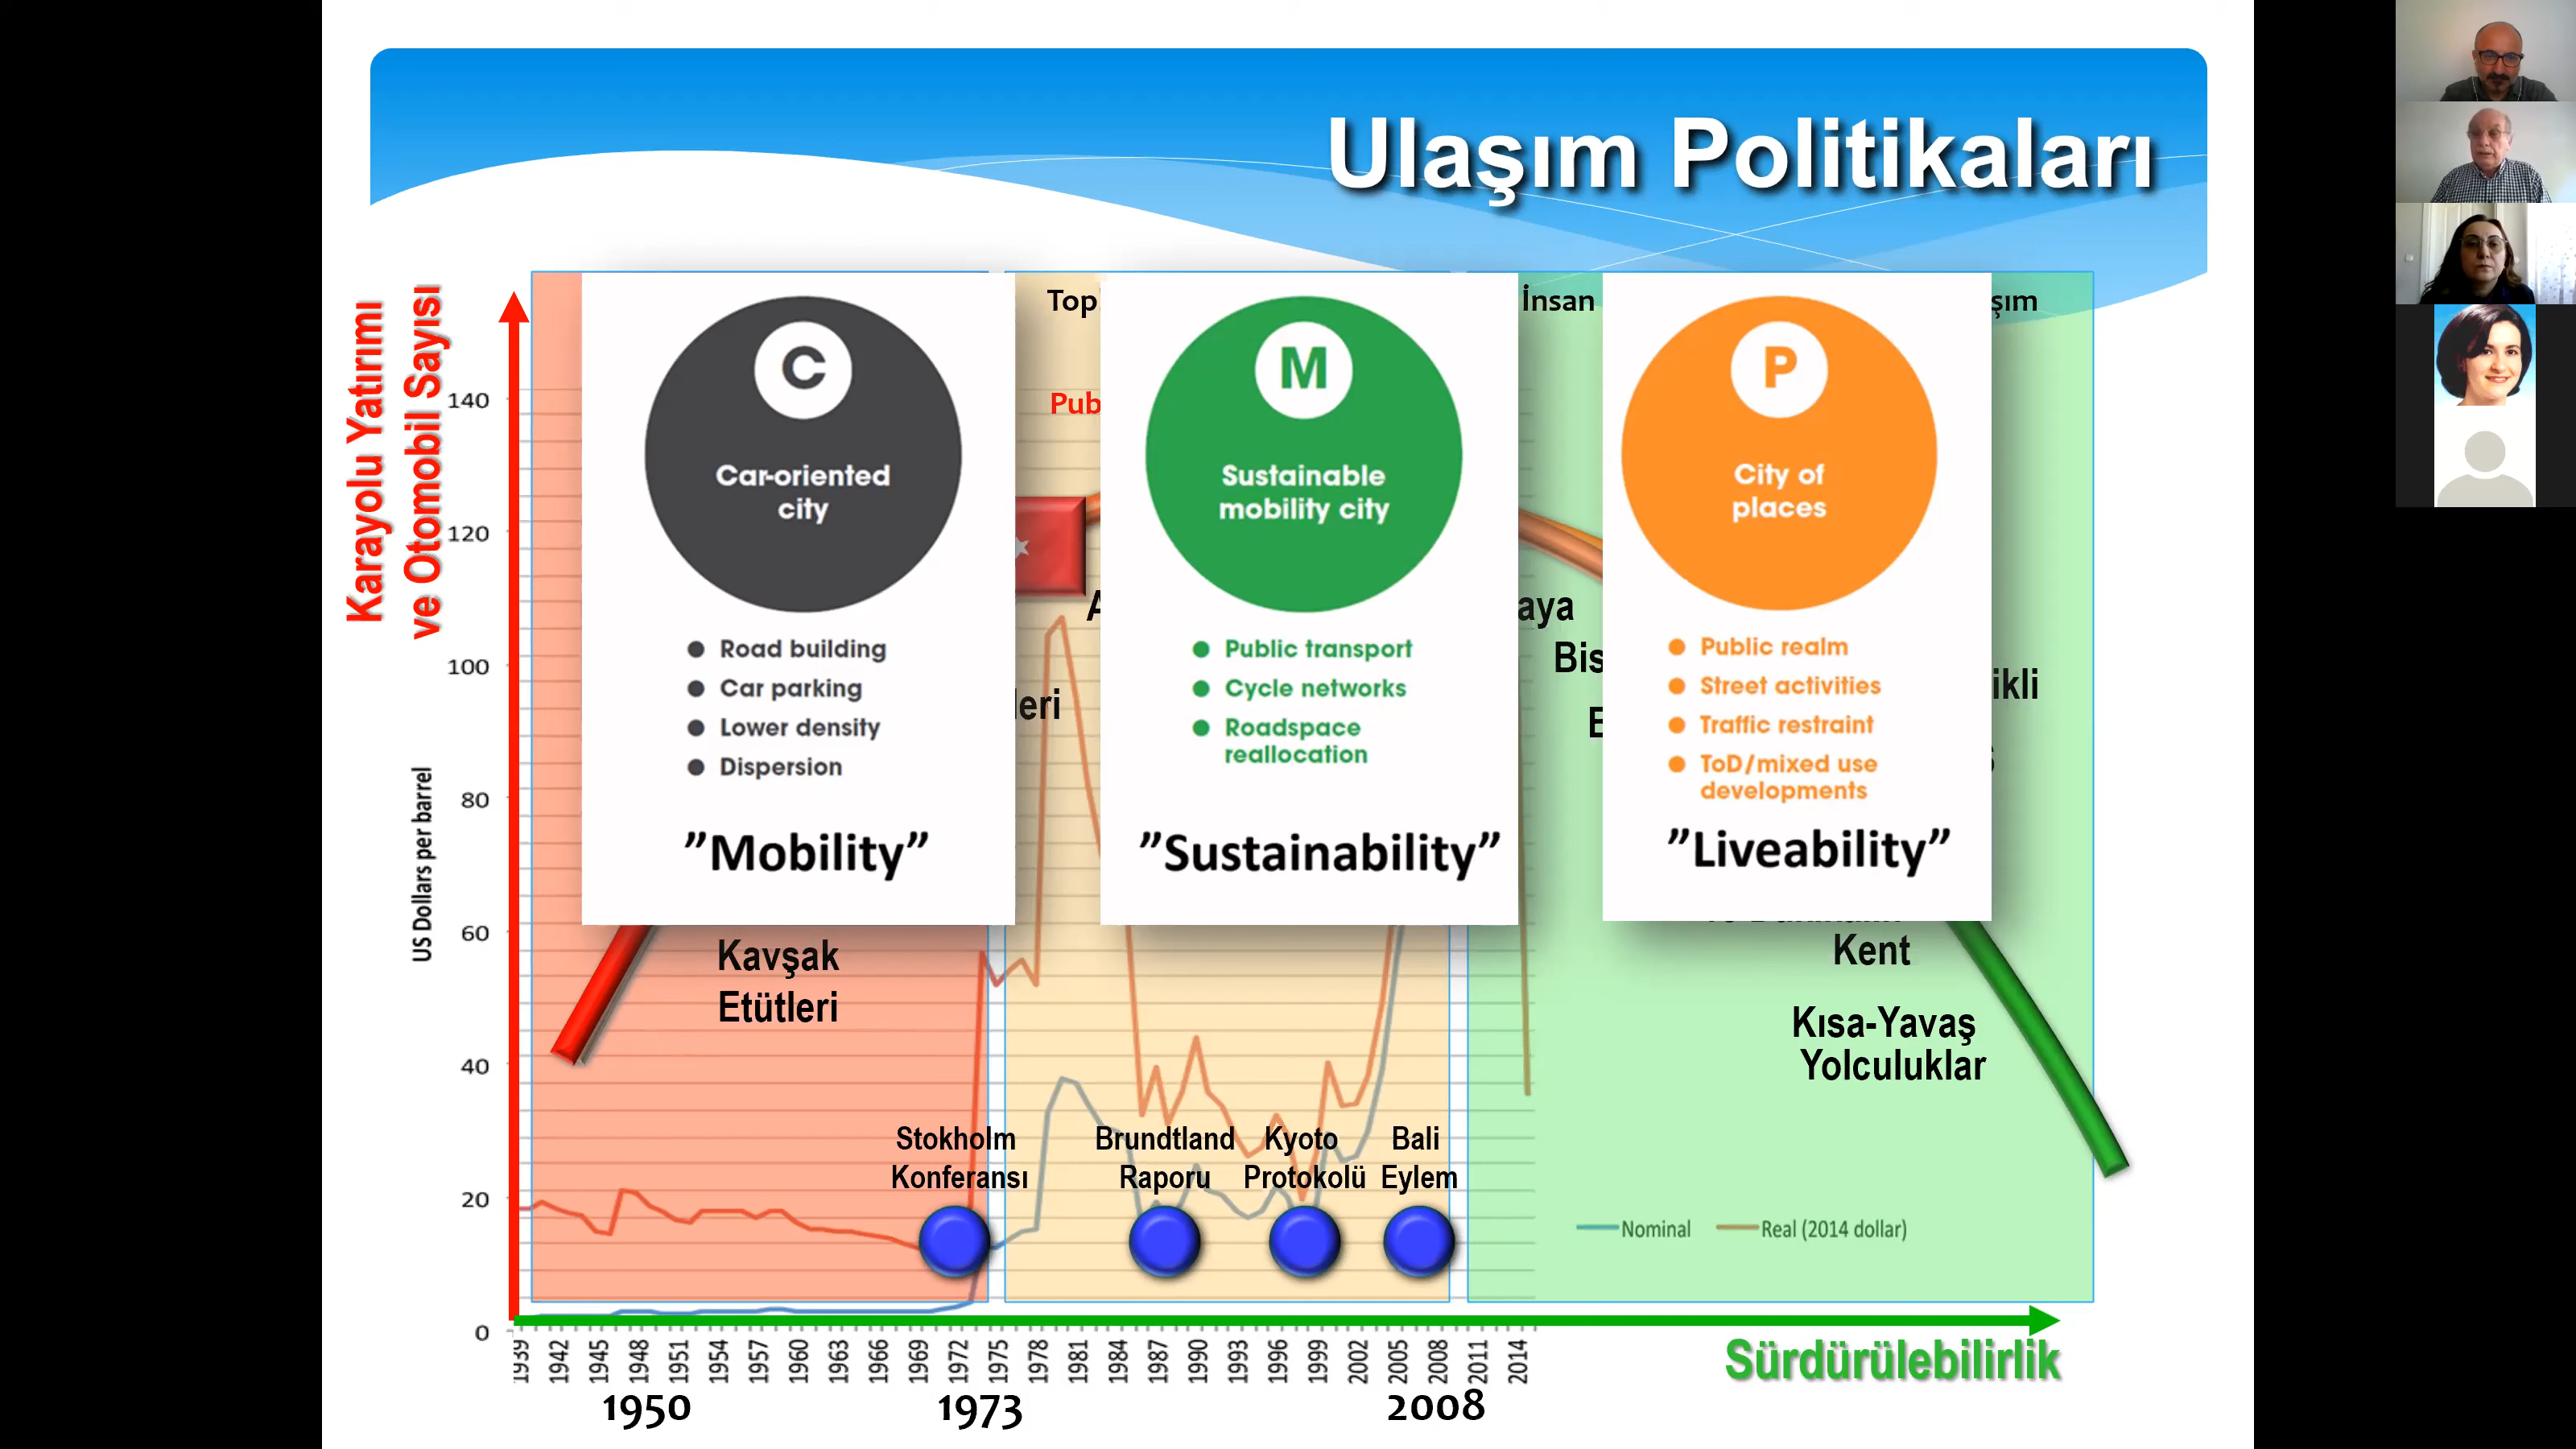 Ulaşım Politikaları
Karayolu Yatırımı
ve Otomobil Sayısı
US Dollars per barrel
140
120
100
80
60
40
20
0
C
Car-oriented
city
Road building
Car parking
Lower density
Dispersion
”Mobility”
M
Sustainable
mobility city
Public transport
Cycle networks
Roadspace
reallocation
”Sustainability”
P
City of
places
Public realm
Street activities
Traffic restraint
ToD/mixed use
developments
”Liveability”
İnsan
Kavşak
Etütleri
Kent
Kısa-Yavaş
Yolculuklar
Stokholm
Konferansı
Brundtland
Raporu
Kyoto
Protokolü
Bali
Eylem
Nominal
Real (2014 dollar)
1939 1942 1945 1948 1951 1954 1957 1960 1963 1966 1969 1972 1975 1978 1981 1984 1987 1990 1993 1996 1999 2002 2005 2008 2011 2014
Sürdürülebilirlik
1950
1973
2008